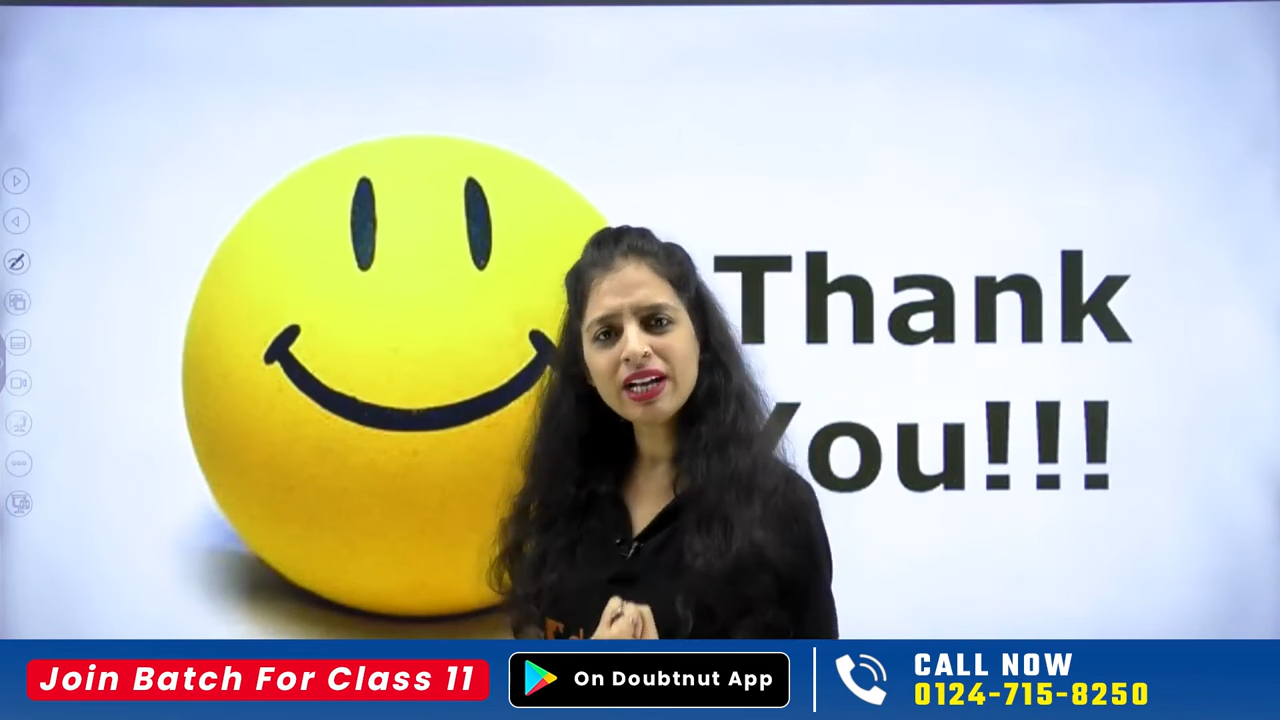 Thank
You!!!
Join Batch For Class 11
On Doubtnut App
CALL NOW
0124-715-8250